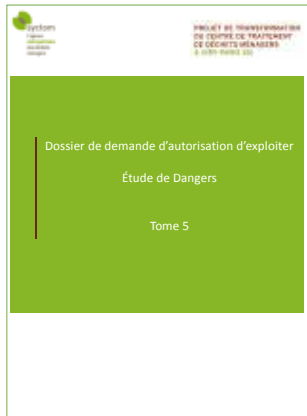 syctom
PROJET DE TRANSFORMATION
DU CENTRE DE TRAITEMENT
DE DÉCHETS MÉNAGERS
Dossier de demande d’autorisation d’exploiter
Étude de Dangers
Tome 5